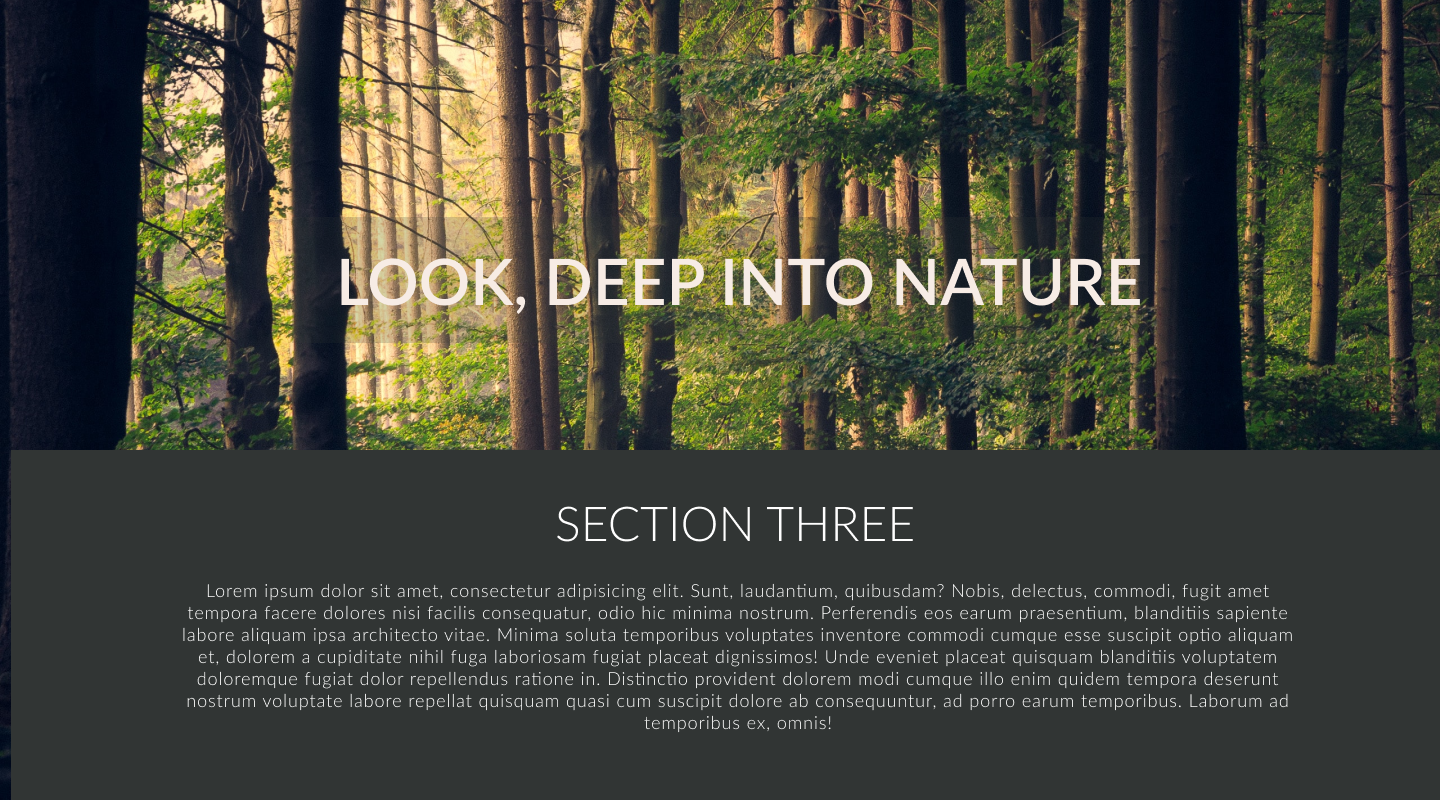 LOOK, DEEP INTO NATURE
SECTION THREE
Lorem ipsum dolor sit amet, consectetur adipisicing elit. Sunt, laudantium, quibusdam? Nobis, delectus, commodi, fugit amet
tempora facere dolores nisi facilis consequatur, odio hic minima nostrum. Perferendis eos earum praesentium, blanditiis sapiente
labore aliquam ipsa architecto vitae. Minima soluta temporibus voluptates inventore commodi cumque esse suscipit optio aliquam
et, dolorem a cupiditate nihil fuga laboriosam fugiat placeat dignissimos! Unde eveniet placeat quisquam blanditiis voluptatem
doloremque fugiat dolor repellendus ratione in. Distinctio provident dolorem modi cumque illo enim quidem tempora deserunt
nostrum voluptate labore repellat quisquam quasi cum suscipit dolore ab consequuntur, ad porro earum temporibus. Laborum ad
temporibus ex, omnis!